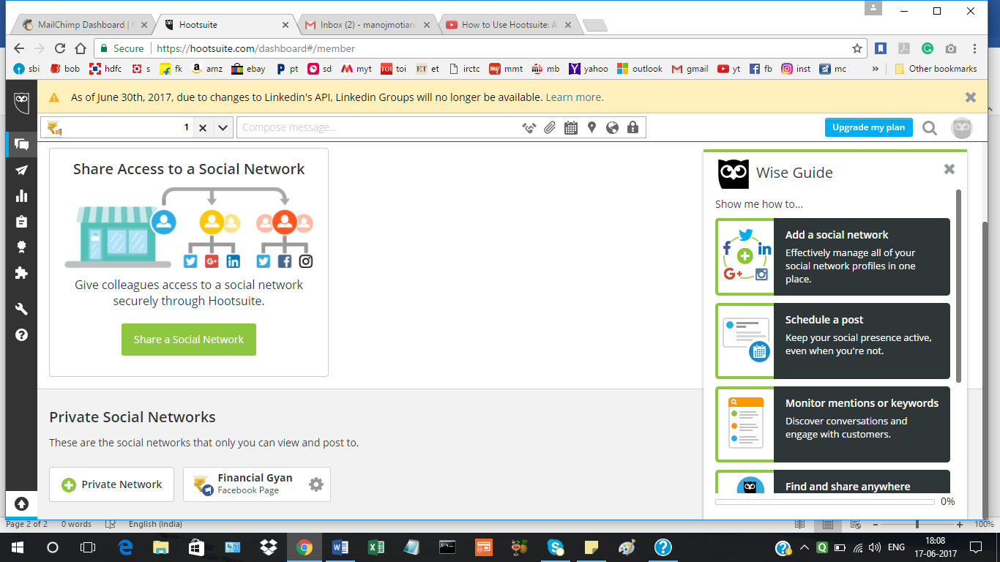 MailChimp Dashboard | f
Hootsuite
Inbox (2) - manojmotian
How to Use Hootsuite: A
Secure
https://hootsuite.com/dashboard#/member
sbi bob hdfc s fk amz ebay pt sd myt toi et irctc mmt mb yahoo outlook gmail yt fb inst mc » Other bookmarks
As of June 30th, 2017, due to changes to Linkedin's API, Linkedin Groups will no longer be available. Learn more.
1
Compose message...
Upgrade my plan
Share Access to a Social Network
Give colleagues access to a social network
securely through Hootsuite.
Share a Social Network
Private Social Networks
These are the social networks that only you can view and post to.
Private Network
Financial Gyan
Facebook Page
Wise Guide
Show me how to...
Add a social network
Effectively manage all of your
social network profiles in one
place.
Schedule a post
Keep your social presence active,
even when you're not.
Monitor mentions or keywords
Discover conversations and
engage with customers.
Find and share anywhere
0%
Page 2 of 2 0 words English (India) 100%
ENG
18:08
17-06-2017